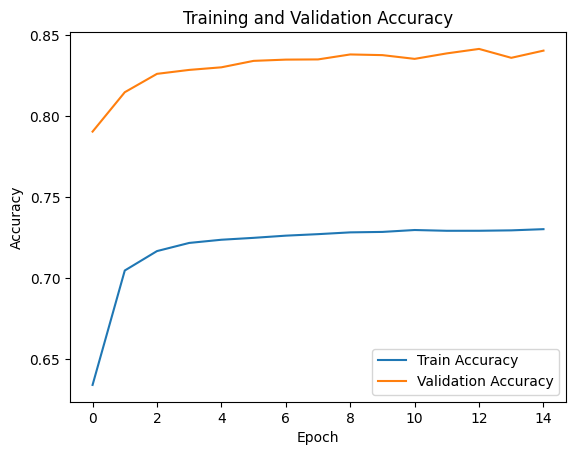 Training and Validation Accuracy
0.85
0.80
0.75
0.70
0.65
Accuracy
Train Accuracy
Validation Accuracy
0 2 4 6 8 10 12 14
Epoch